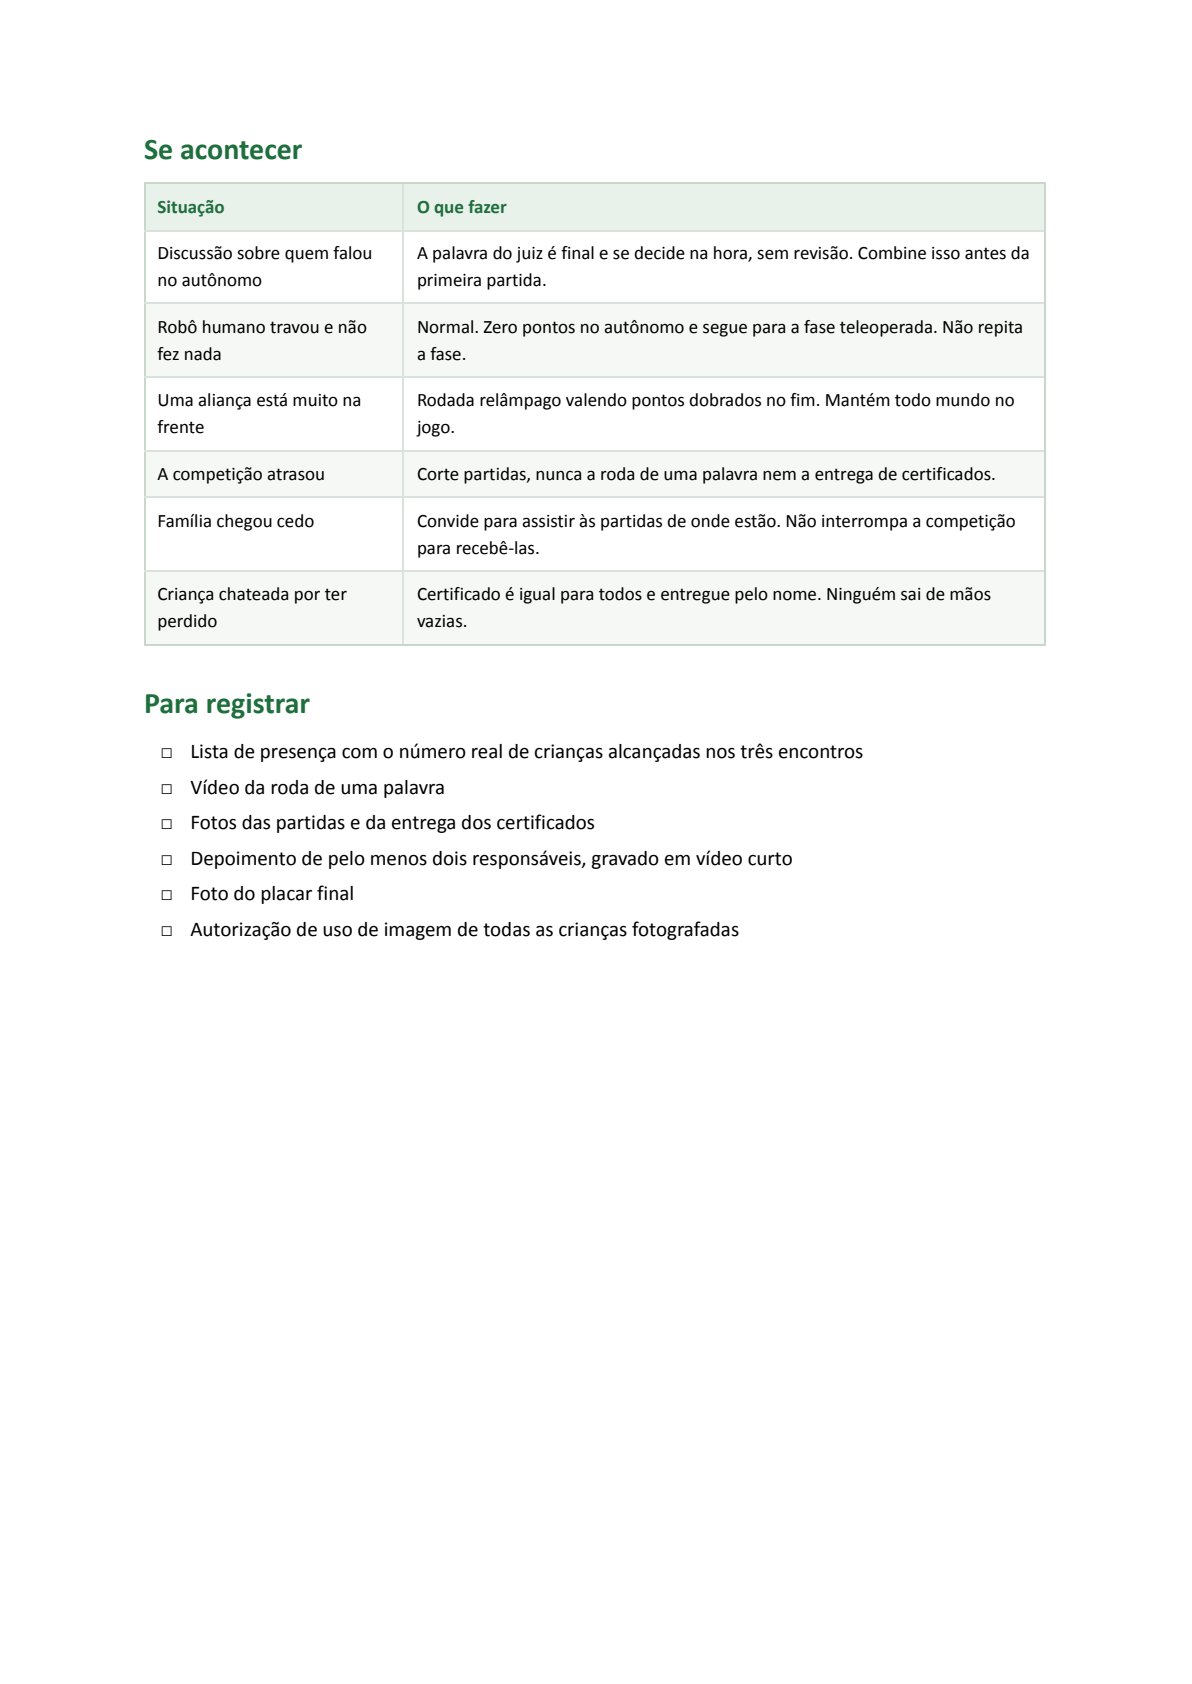 Se acontecer
Situação
O que fazer
Discussão sobre quem falou
no autônomo
A palavra do juiz é final e se decide na hora, sem revisão. Combine isso antes da
primeira partida.
Robô humano travou e não
fez nada
Normal. Zero pontos no autônomo e segue para a fase teleoperada. Não repita
a fase.
Uma aliança está muito na
frente
Rodada relâmpago valendo pontos dobrados no fim. Mantém todo mundo no
jogo.
A competição atrasou
Corte partidas, nunca a roda de uma palavra nem a entrega de certificados.
Família chegou cedo
Convide para assistir às partidas de onde estão. Não interrompa a competição
para recebê-las.
Criança chateada por ter
perdido
Certificado é igual para todos e entregue pelo nome. Ninguém sai de mãos
vazias.
Para registrar
□ Lista de presença com o número real de crianças alcançadas nos três encontros
□ Vídeo da roda de uma palavra
□ Fotos das partidas e da entrega dos certificados
□ Depoimento de pelo menos dois responsáveis, gravado em vídeo curto
□ Foto do placar final
□ Autorização de uso de imagem de todas as crianças fotografadas